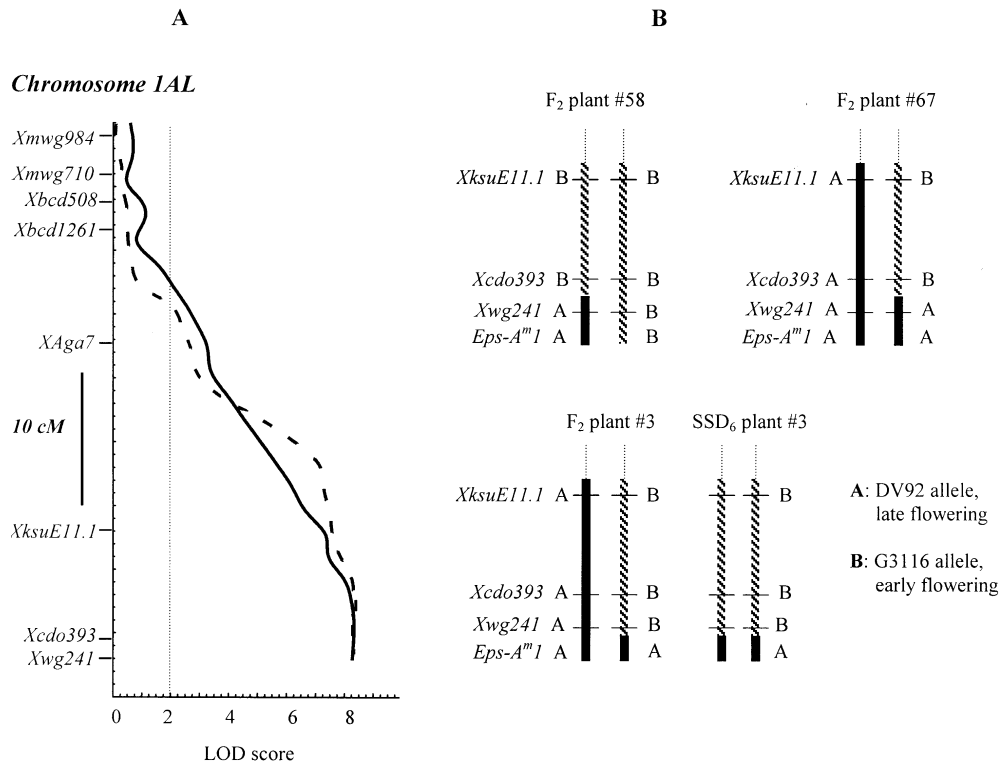 A
B
Chromosome 1AL
Xmwg984
Xmwg710
Xbcd508
Xbcd1261
XAga7
10 cM
XksuE11.1
Xcdo393
Xwg241
0 2 4 6 8
LOD score
F2 plant #58
XksuE11.1 B B
Xcdo393 B B
Xwg241 A B
Eps-Am1 A B
F2 plant #67
XksuE11.1 A B
Xcdo393 A B
Xwg241 A A
Eps-Am1 A A
F2 plant #3 SSD6 plant #3
XksuE11.1 A B B
Xcdo393 A B B
Xwg241 A B B
Eps-Am1 A A A
A: DV92 allele,
late flowering
B: G3116 allele,
early flowering